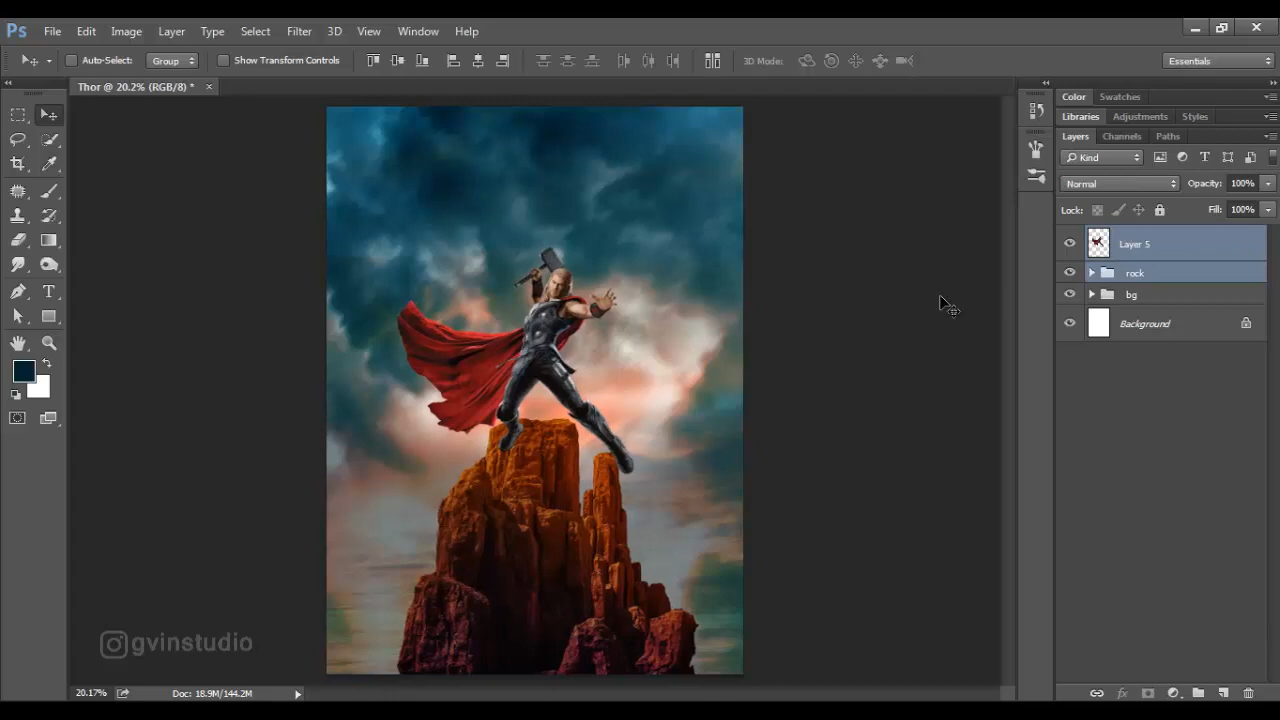 Ps File Edit Image Layer Type Select Filter 3D View Window Help
Auto-Select: Group Show Transform Controls 3D Mode: Essentials
Thor @ 20.2% (RGB/8) *
Color Swatches
Libraries Adjustments Styles
Layers Channels Paths
Kind
Normal Opacity: 100%
Lock: Fill: 100%
Layer 5
rock
bg
Background
gvinstudio
20.17% Doc: 18.9M/144.2M